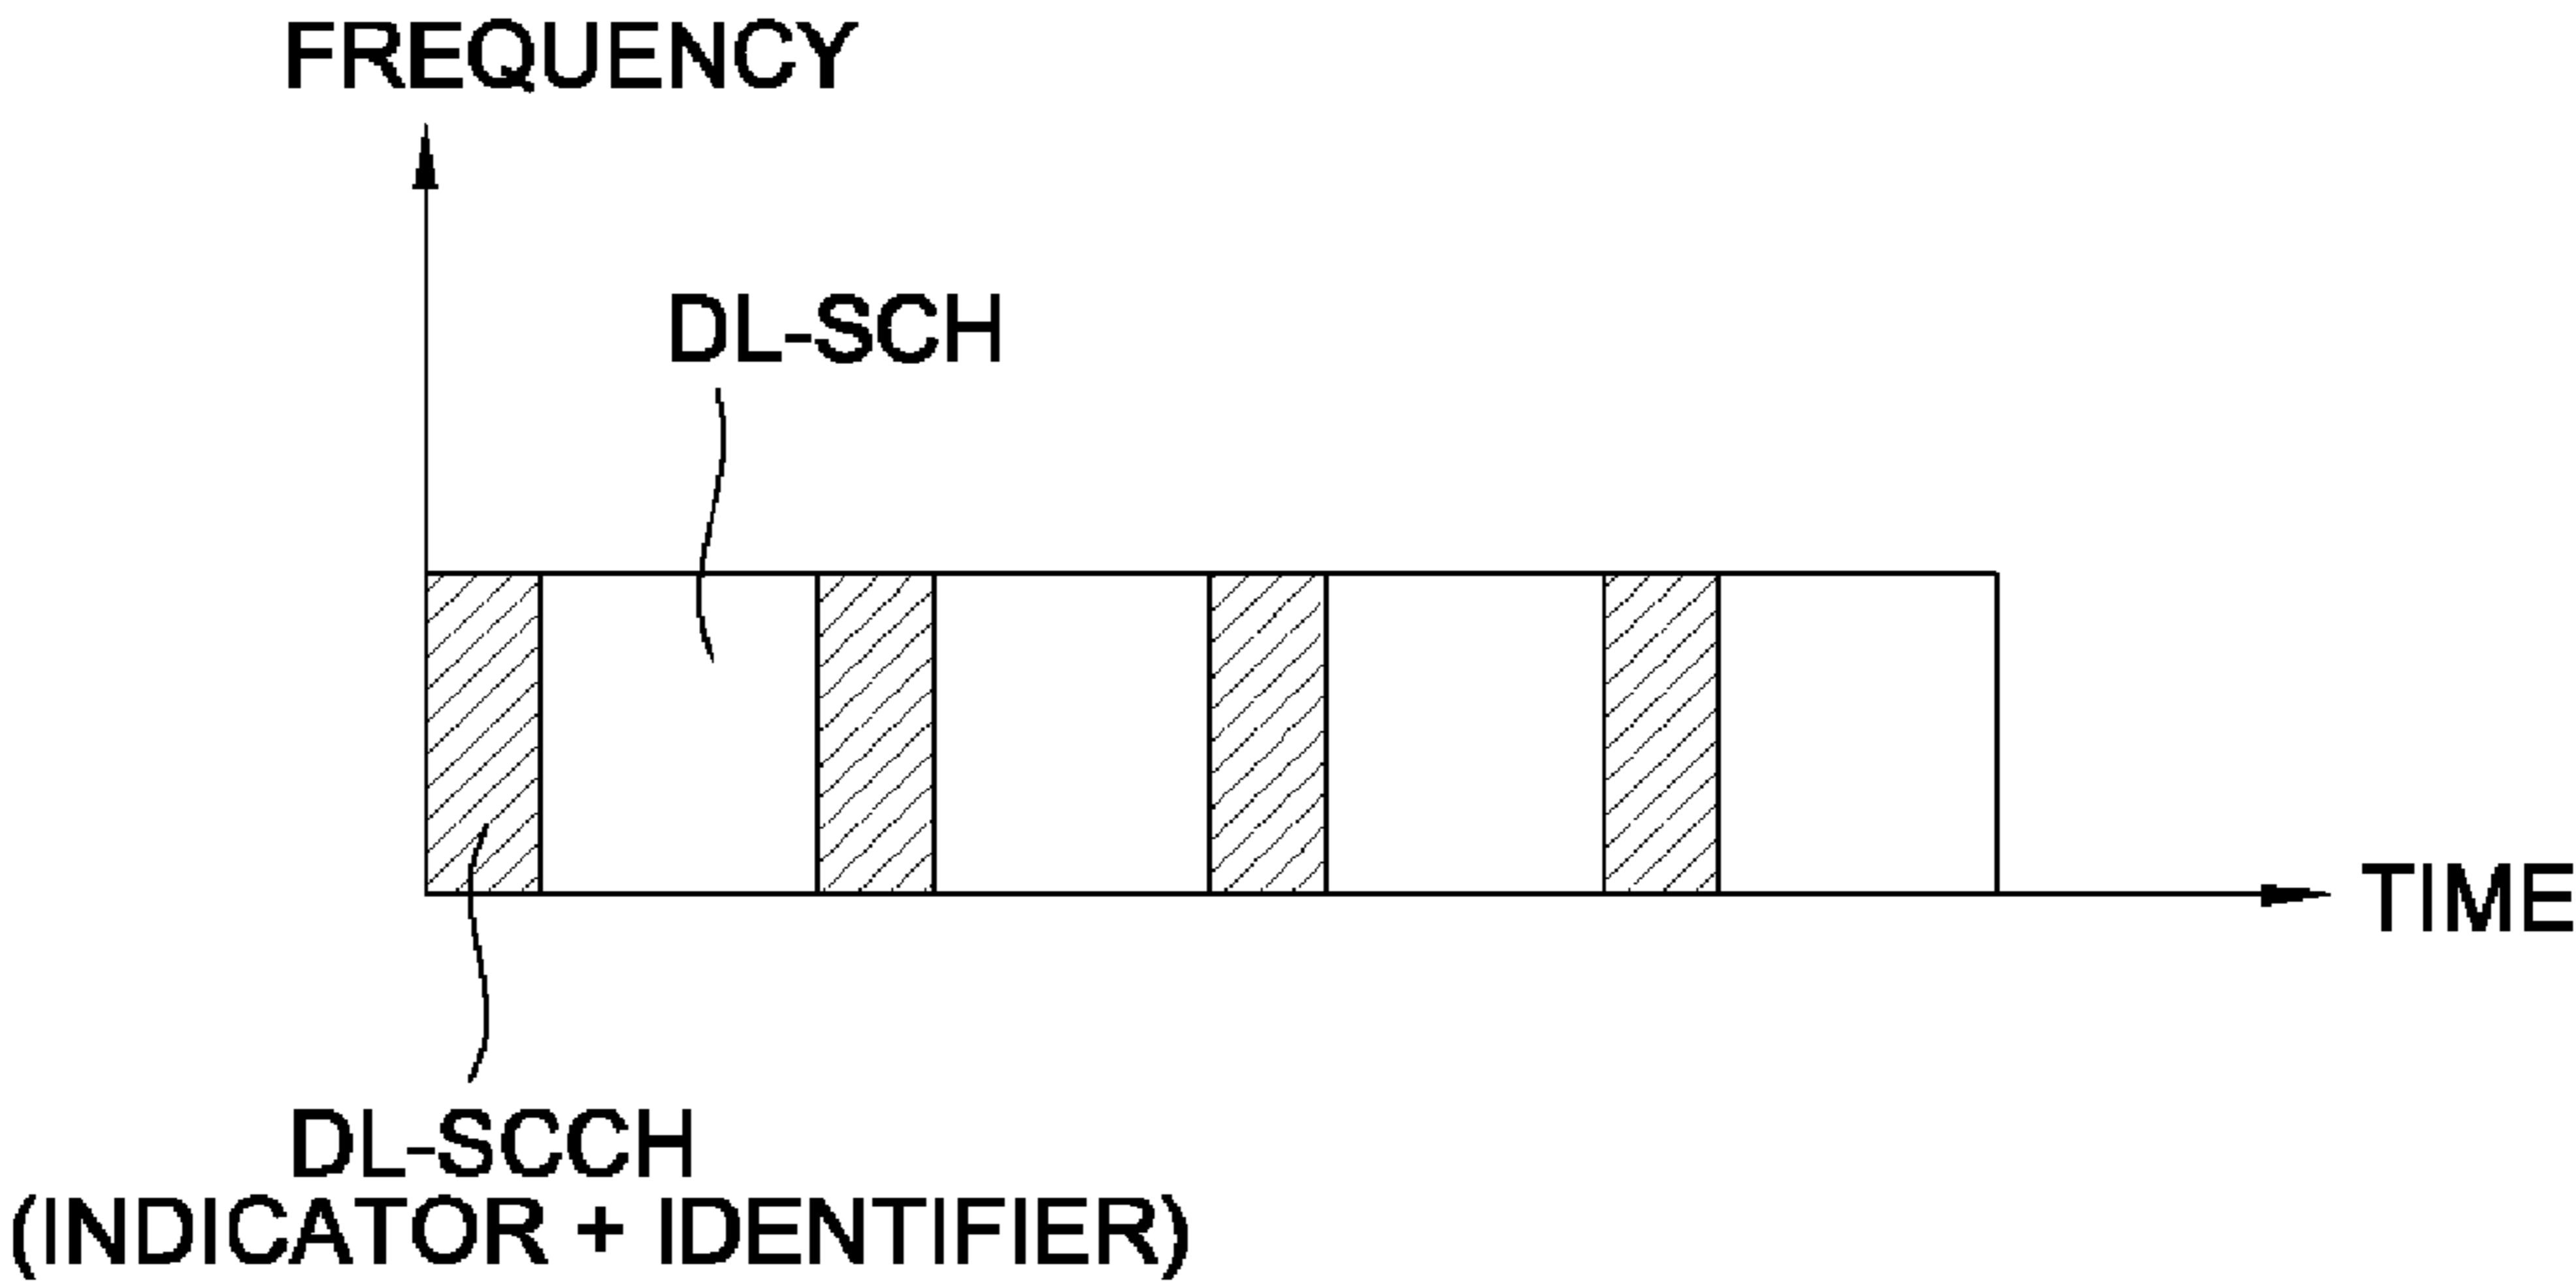 FREQUENCY
DL-SCH
TIME
DL-SCCH
(INDICATOR + IDENTIFIER)